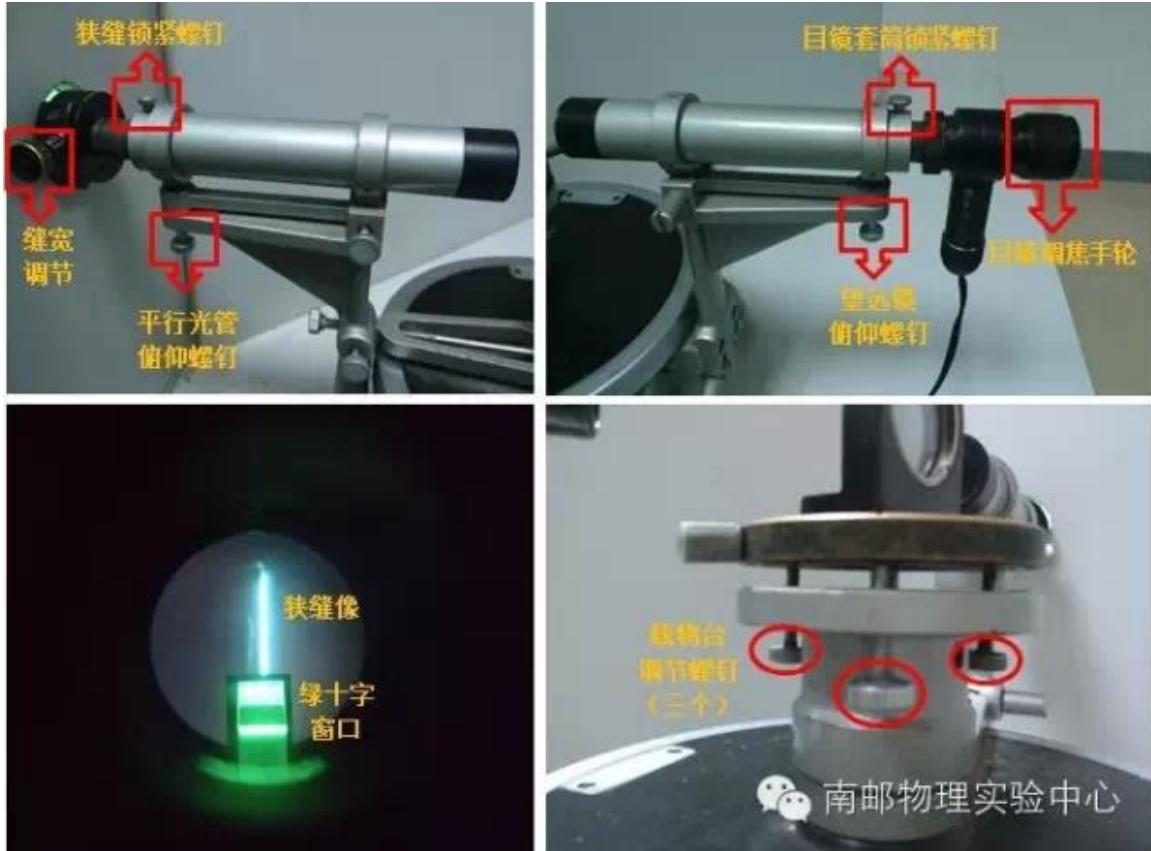 狭缝锁紧螺钉
缝宽
调节
平行光管
俯仰螺钉
目镜套筒锁紧螺钉
目镜调焦手轮
望远镜
俯仰螺钉
狭缝像
绿十字
窗口
载物台
调节螺钉
（三个）
南邮物理实验中心